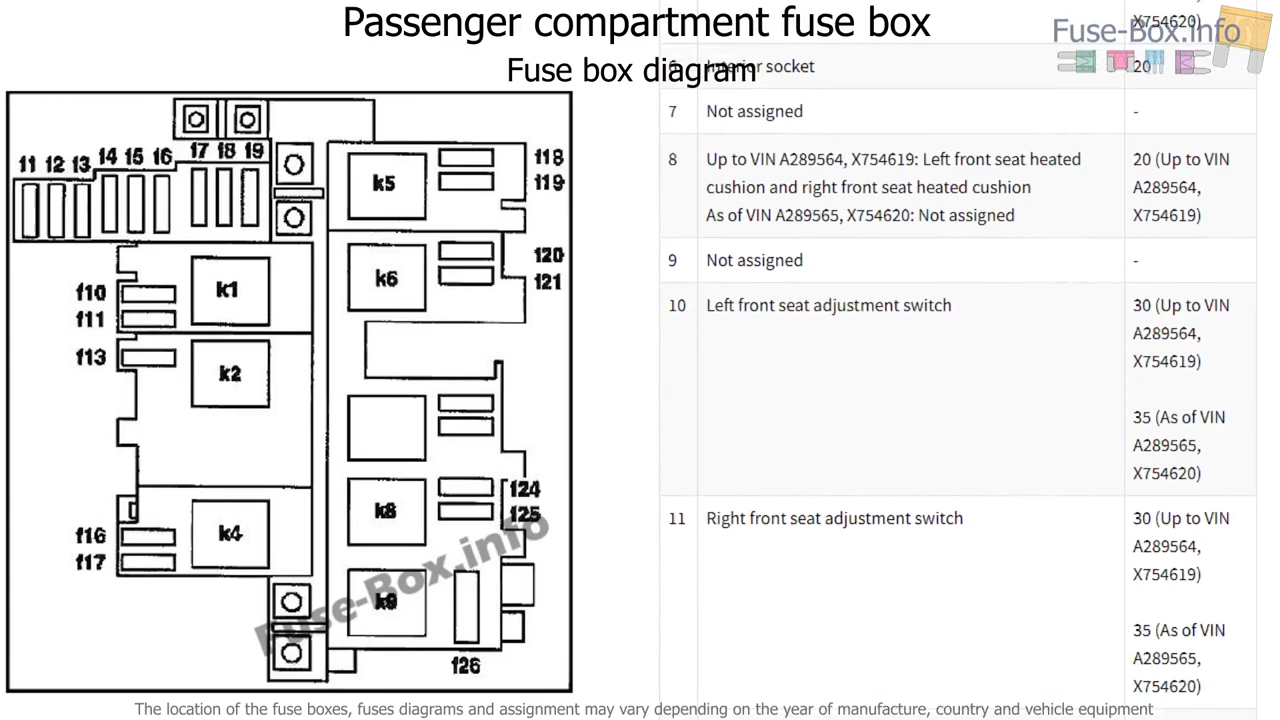 Passenger compartment fuse box
Fuse box diagram
Fuse-Box.info
X754620)
Interior socket
20
7
Not assigned
-
8
Up to VIN A289564, X754619: Left front seat heated
cushion and right front seat heated cushion
As of VIN A289565, X754620: Not assigned
20 (Up to VIN
A289564,
X754619)
9
Not assigned
-
10
Left front seat adjustment switch
30 (Up to VIN
A289564,
X754619)
35 (As of VIN
A289565,
X754620)
11
Right front seat adjustment switch
30 (Up to VIN
A289564,
X754619)
35 (As of VIN
A289565,
X754620)
f1 f2 f3 f4 f5 f6 f7 f8 f9
k5
f18
f19
k6
f20
f21
f10
f11
k1
f13
k2
k8
f24
f25
f16
f17
k4
k9
f26
Fuse-Box.info
The location of the fuse boxes, fuses diagrams and assignment may vary depending on the year of manufacture, country and vehicle equipment